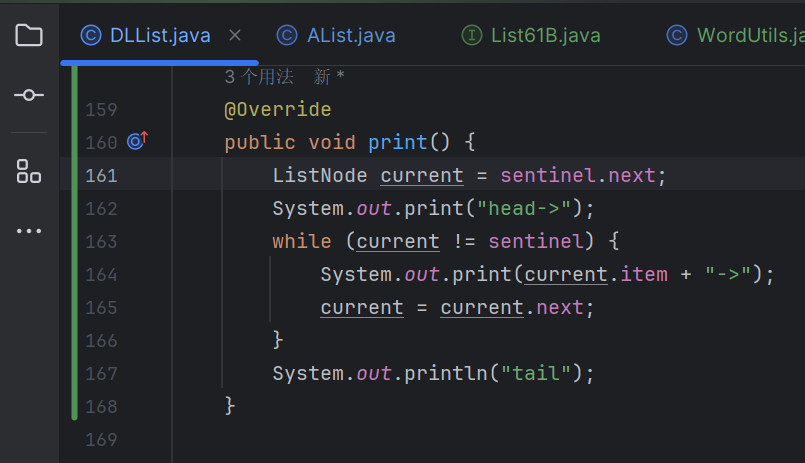 DLList.java
AList.java
List61B.java
WordUtils.ja
3 个用法 新 *
159 @Override
160 public void print() {
161 ListNode current = sentinel.next;
162 System.out.print("head->");
163 while (current != sentinel) {
164 System.out.print(current.item + "->");
165 current = current.next;
166 }
167 System.out.println("tail");
168 }
169